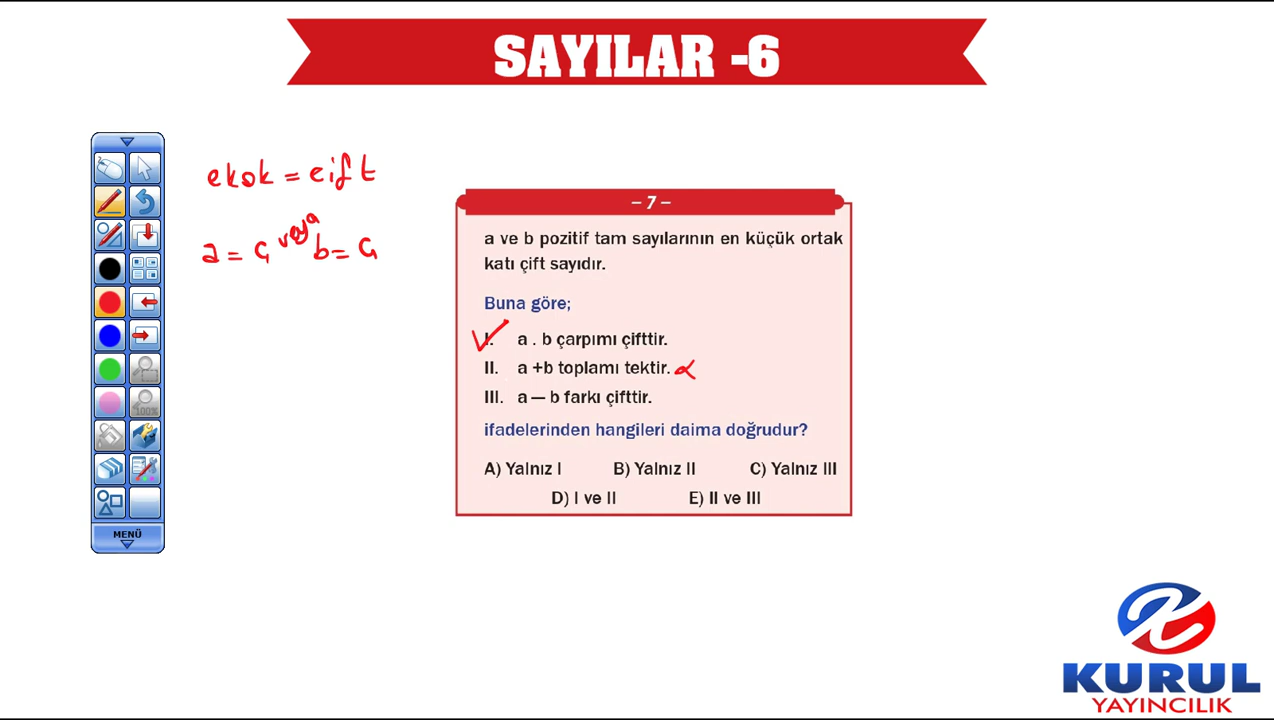 SAYILAR -6
ekok = çift
a = ç veya b = ç
MENÜ
100%
– 7 –
a ve b pozitif tam sayılarının en küçük ortak
katı çift sayıdır.
Buna göre;
I. a . b çarpımı çifttir.
II. a +b toplamı tektir.
III. a — b farkı çifttir.
ifadelerinden hangileri daima doğrudur?
A) Yalnız I B) Yalnız II C) Yalnız III
D) I ve II E) II ve III
KURUL
YAYINCILIK